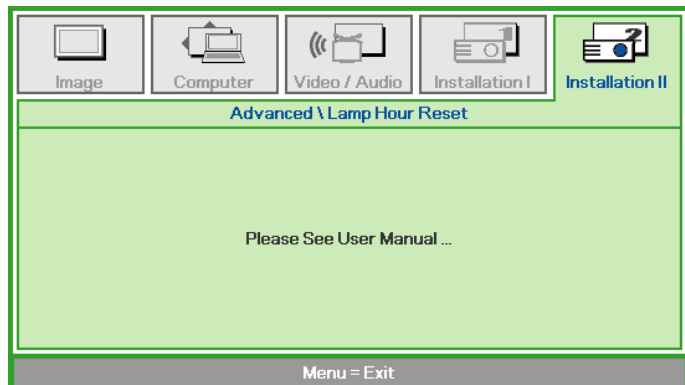 Image
Computer
Video / Audio
Installation I
Installation II
Advanced \ Lamp Hour Reset
Please See User Manual ...
Menu = Exit